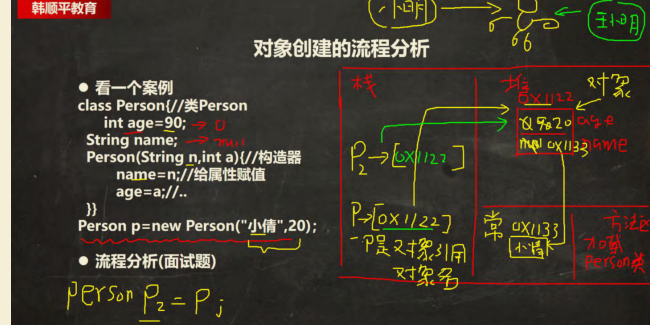 韩顺平教育
小明
王小明
66
对象创建的流程分析
● 看一个案例
class Person{//类Person
int age=90; → 0
String name; → null
Person(String n,int a){//构造器
name=n;//给属性赋值
age=a;//..
}}
Person p=new Person("小倩",20);
● 流程分析(面试题)
person P2 = P;
栈
P2→[0x1122]
P→[0x1122]
P是对象引用
对象名
堆
0x1122
对象
20 age
null 0x1133 name
常
0x1133
小倩
方法区
加载
Person类